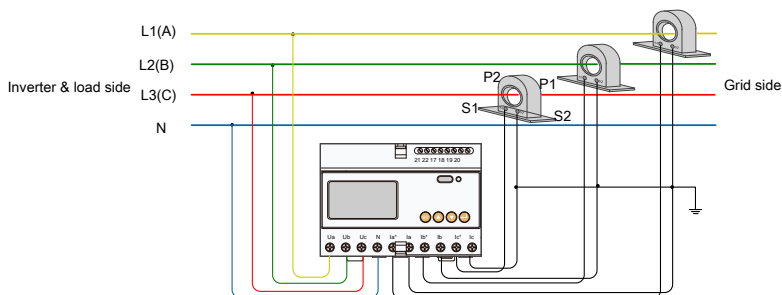 L1(A)
L2(B)
P2
P1
Inverter & load side
L3(C)
Grid side
S1
S2
N
21 22 17 18 19 20
Ua Ub Uc N Ia* Ia Ib* Ib Ic* Ic